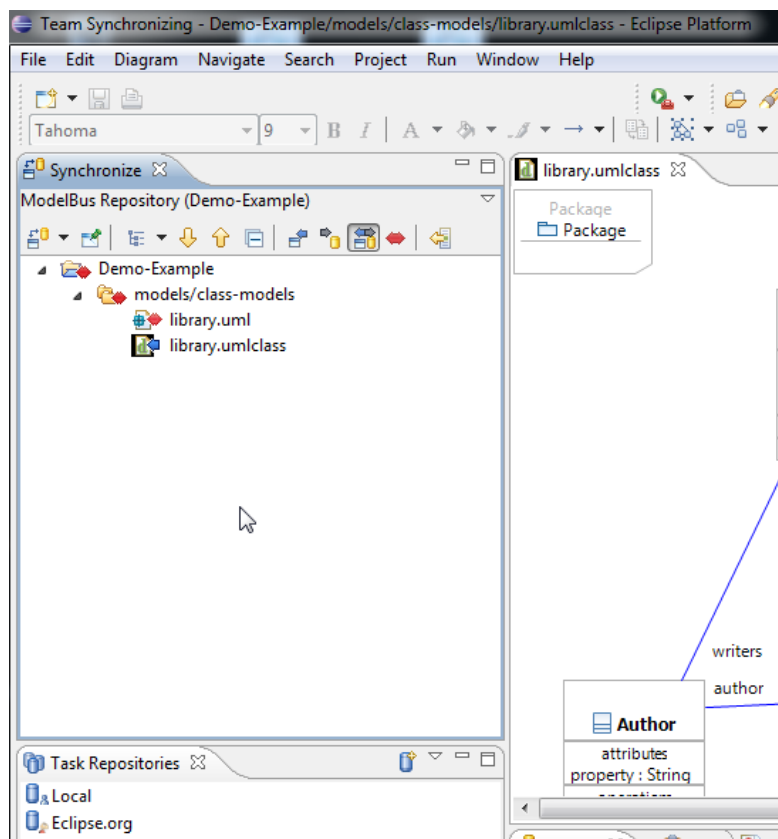 Team Synchronizing - Demo-Example/models/class-models/library.umlclass - Eclipse Platform
File Edit Diagram Navigate Search Project Run Window Help
Tahoma 9 B I A
Synchronize
ModelBus Repository (Demo-Example)
Demo-Example
models/class-models
library.uml
library.umlclass
library.umlclass
Package
Package
writers
author
Author
attributes
property : String
Task Repositories
Local
Eclipse.org